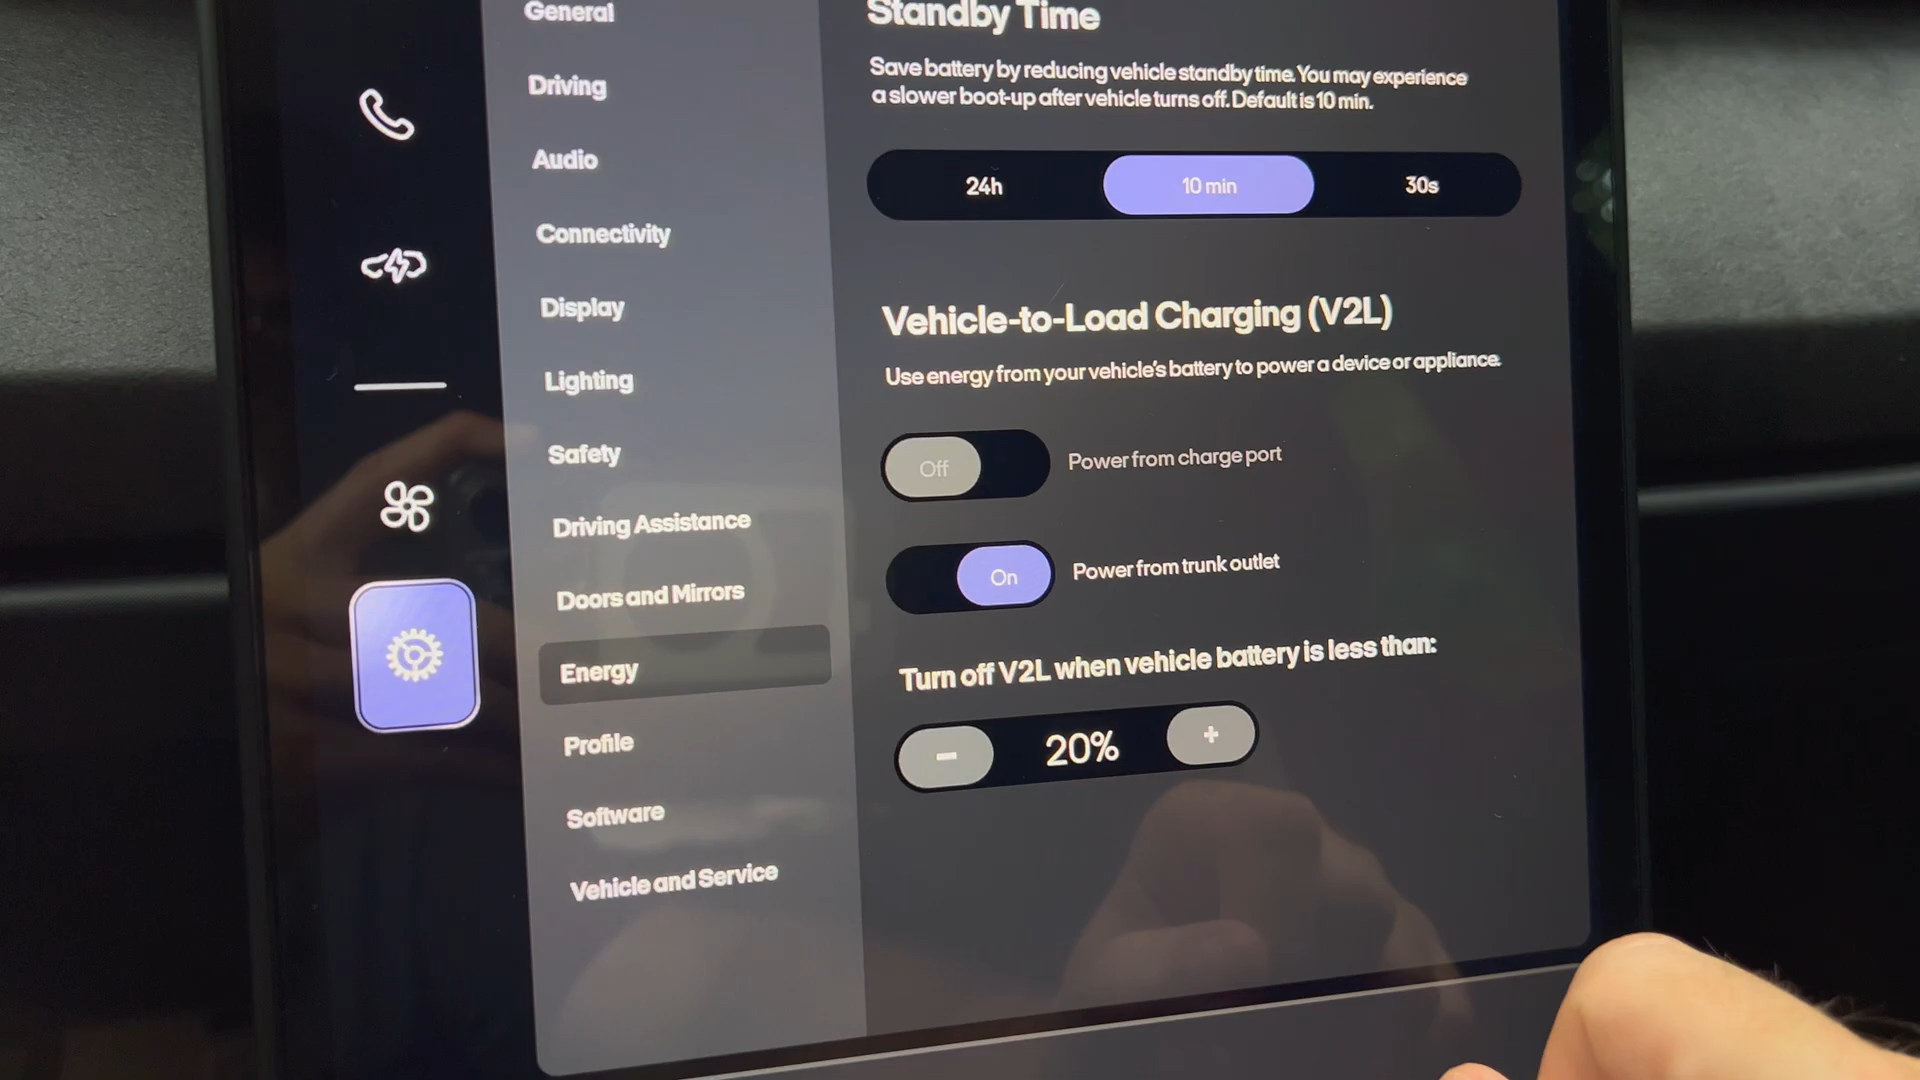 General
Driving
Audio
Connectivity
Display
Lighting
Safety
Driving Assistance
Doors and Mirrors
Energy
Profile
Software
Vehicle and Service
Standby Time
Save battery by reducing vehicle standby time. You may experience
a slower boot-up after vehicle turns off. Default is 10 min.
24h
10 min
30s
Vehicle-to-Load Charging (V2L)
Use energy from your vehicle's battery to power a device or appliance.
Off
Power from charge port
On
Power from trunk outlet
Turn off V2L when vehicle battery is less than:
- 20% +